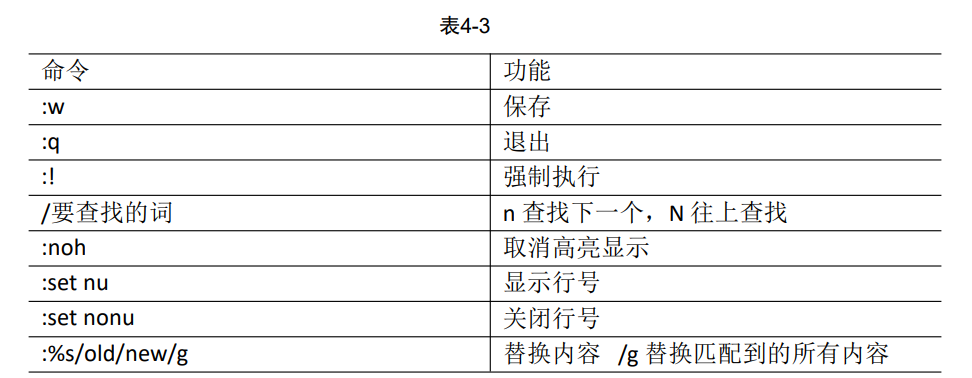 表4-3
命令 功能
:w 保存
:q 退出
:! 强制执行
/要查找的词 n 查找下一个，N 往上查找
:noh 取消高亮显示
:set nu 显示行号
:set nonu 关闭行号
:%s/old/new/g 替换内容 /g 替换匹配到的所有内容